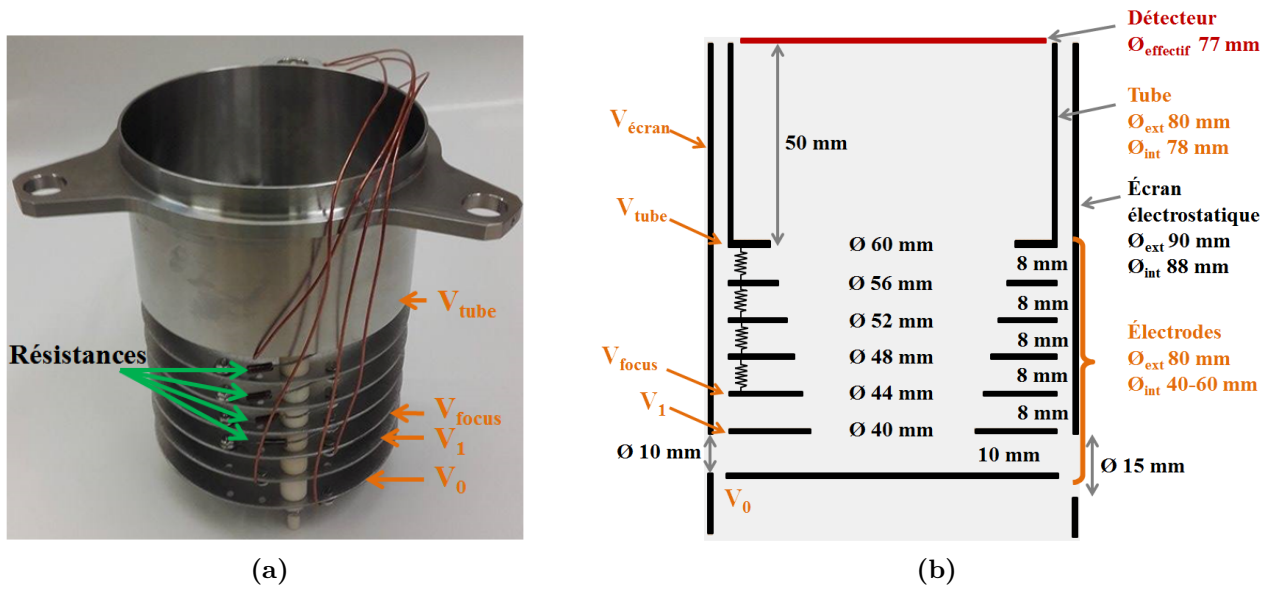 Résistances
V_tube
V_focus
V_1
V_0
(a)
Détecteur
Ø_effectif 77 mm
Tube
Ø_ext 80 mm
Ø_int 78 mm
V_écran
50 mm
Écran
électrostatique
Ø_ext 90 mm
Ø_int 88 mm
V_tube
Ø 60 mm
8 mm
Ø 56 mm
8 mm
Ø 52 mm
8 mm
Électrodes
Ø_ext 80 mm
Ø_int 40-60 mm
Ø 48 mm
V_focus
8 mm
Ø 44 mm
V_1
8 mm
Ø 40 mm
Ø 10 mm
10 mm
Ø 15 mm
V_0
(b)